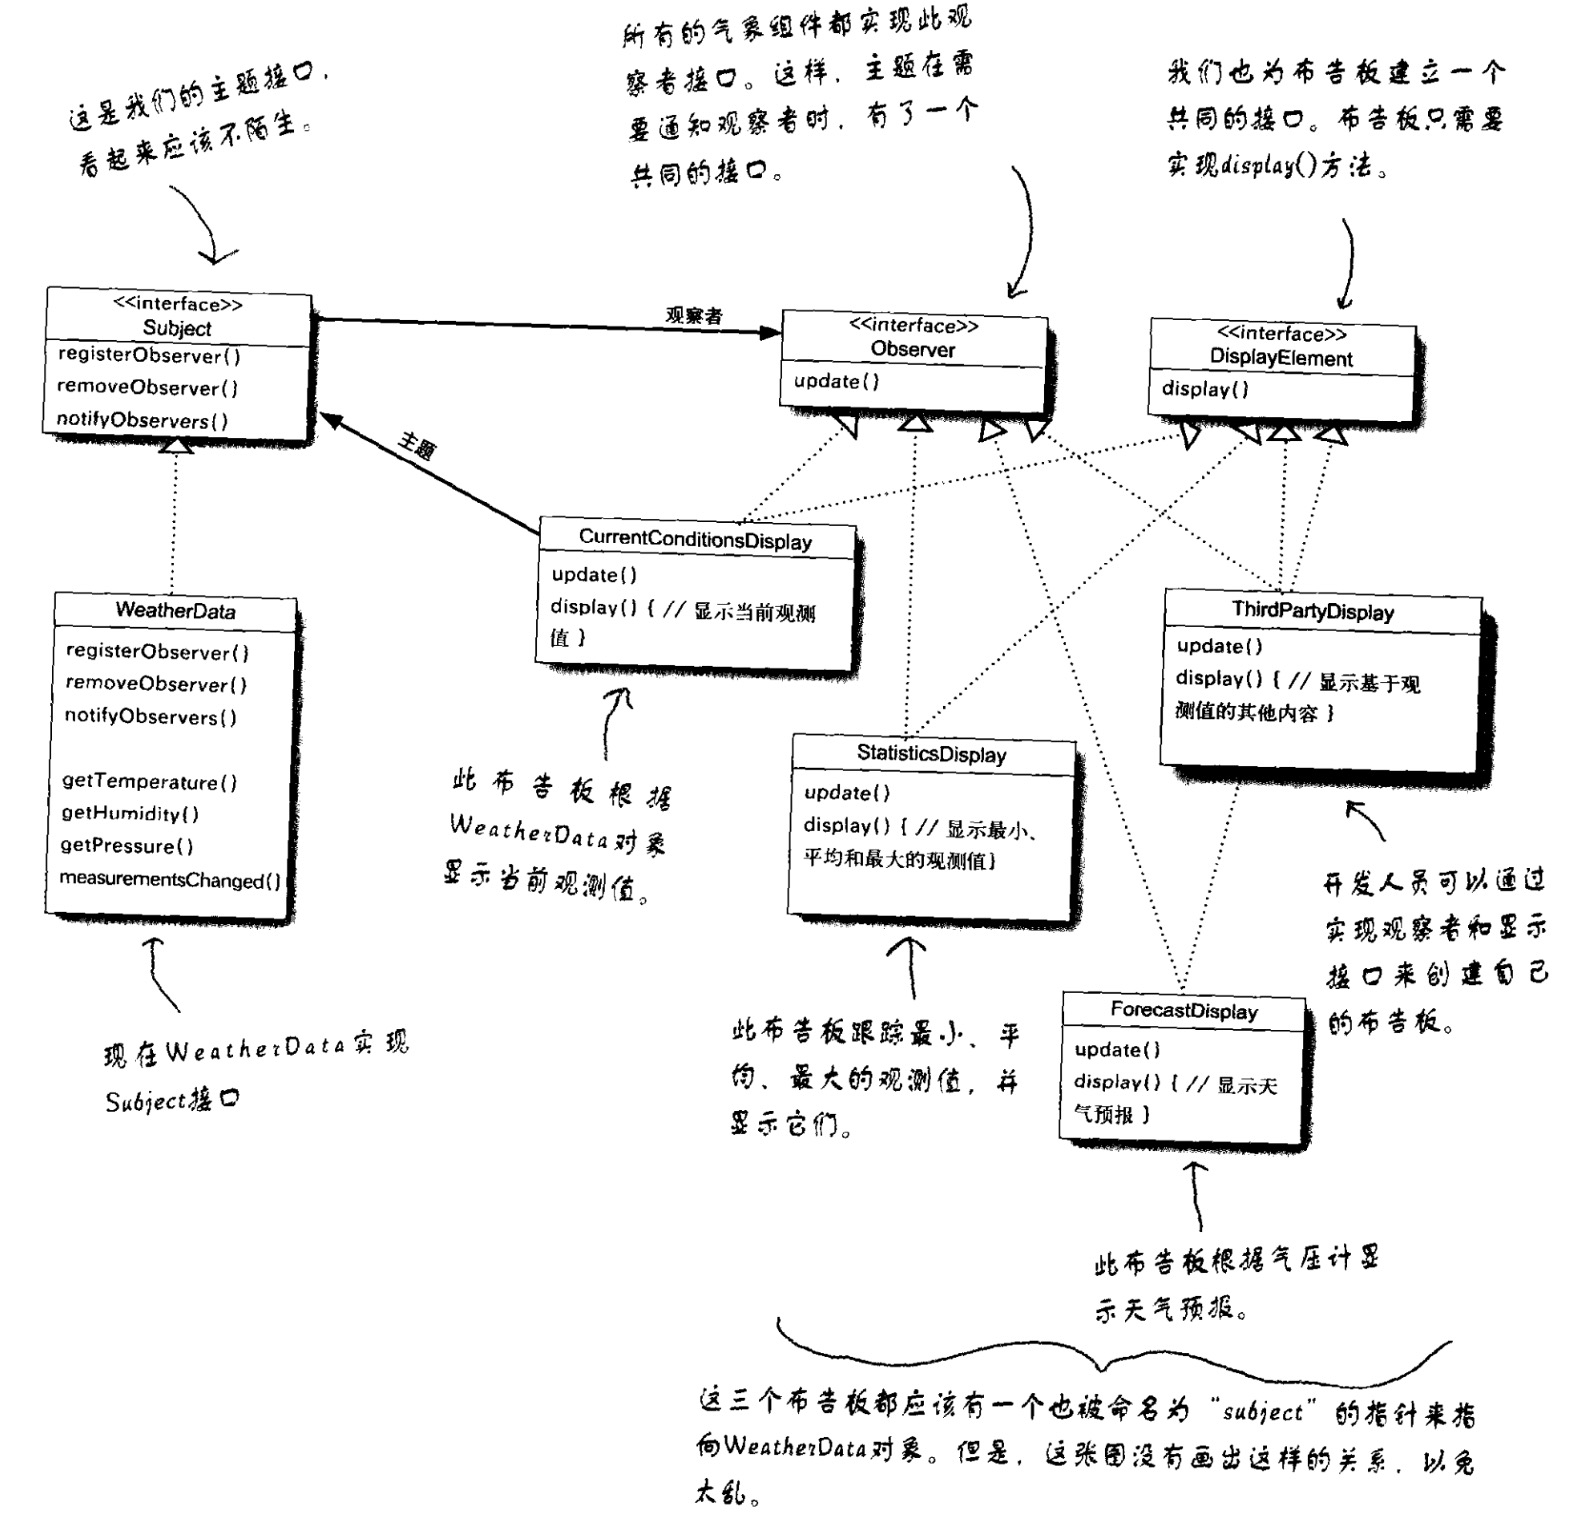 这是我们的主题接口，
看起来应该不陌生。
所有的气象组件都实现此观
察者接口。这样，主题在需
要通知观察者时，有了一个
共同的接口。
我们也为布告板建立一个
共同的接口。布告板只需要
实现display()方法。
<<interface>>
Subject
registerObserver()
removeObserver()
notifyObservers()
观察者
<<interface>>
Observer
update()
<<interface>>
DisplayElement
display()
主题
CurrentConditionsDisplay
update()
display() { // 显示当前观测
值 }
WeatherData
registerObserver()
removeObserver()
notifyObservers()
getTemperature()
getHumidity()
getPressure()
measurementsChanged()
ThirdPartyDisplay
update()
display() { // 显示基于观
测值的其他内容 }
StatisticsDisplay
update()
display() { // 显示最小、
平均和最大的观测值}
此布告板根据
WeatherData对象
显示当前观测值。
开发人员可以通过
实现观察者和显示
接口来创建自己
的布告板。
ForecastDisplay
update()
display() { // 显示天
气预报 }
现在WeatherData实现
Subject接口
此布告板跟踪最小、平
均、最大的观测值，并
显示它们。
此布告板根据气压计显
示天气预报。
这三个布告板都应该有一个也被命名为“subject”的指针来指
向WeatherData对象。但是，这张图没有画出这样的关系，以免
太乱。